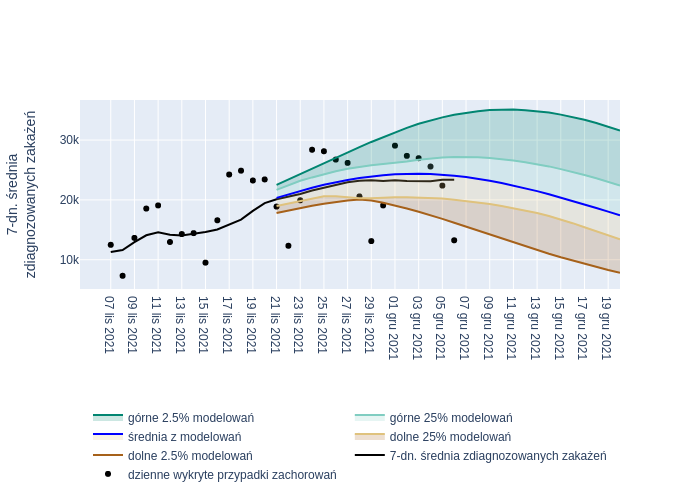 7-dn. średnia
zdiagnozowanych zakażeń
30k
20k
10k
07 lis 2021
09 lis 2021
11 lis 2021
13 lis 2021
15 lis 2021
17 lis 2021
19 lis 2021
21 lis 2021
23 lis 2021
25 lis 2021
27 lis 2021
29 lis 2021
01 gru 2021
03 gru 2021
05 gru 2021
07 gru 2021
09 gru 2021
11 gru 2021
13 gru 2021
15 gru 2021
17 gru 2021
19 gru 2021
górne 2.5% modelowań
górne 25% modelowań
średnia z modelowań
dolne 25% modelowań
dolne 2.5% modelowań
7-dn. średnia zdiagnozowanych zakażeń
dzienne wykryte przypadki zachorowań